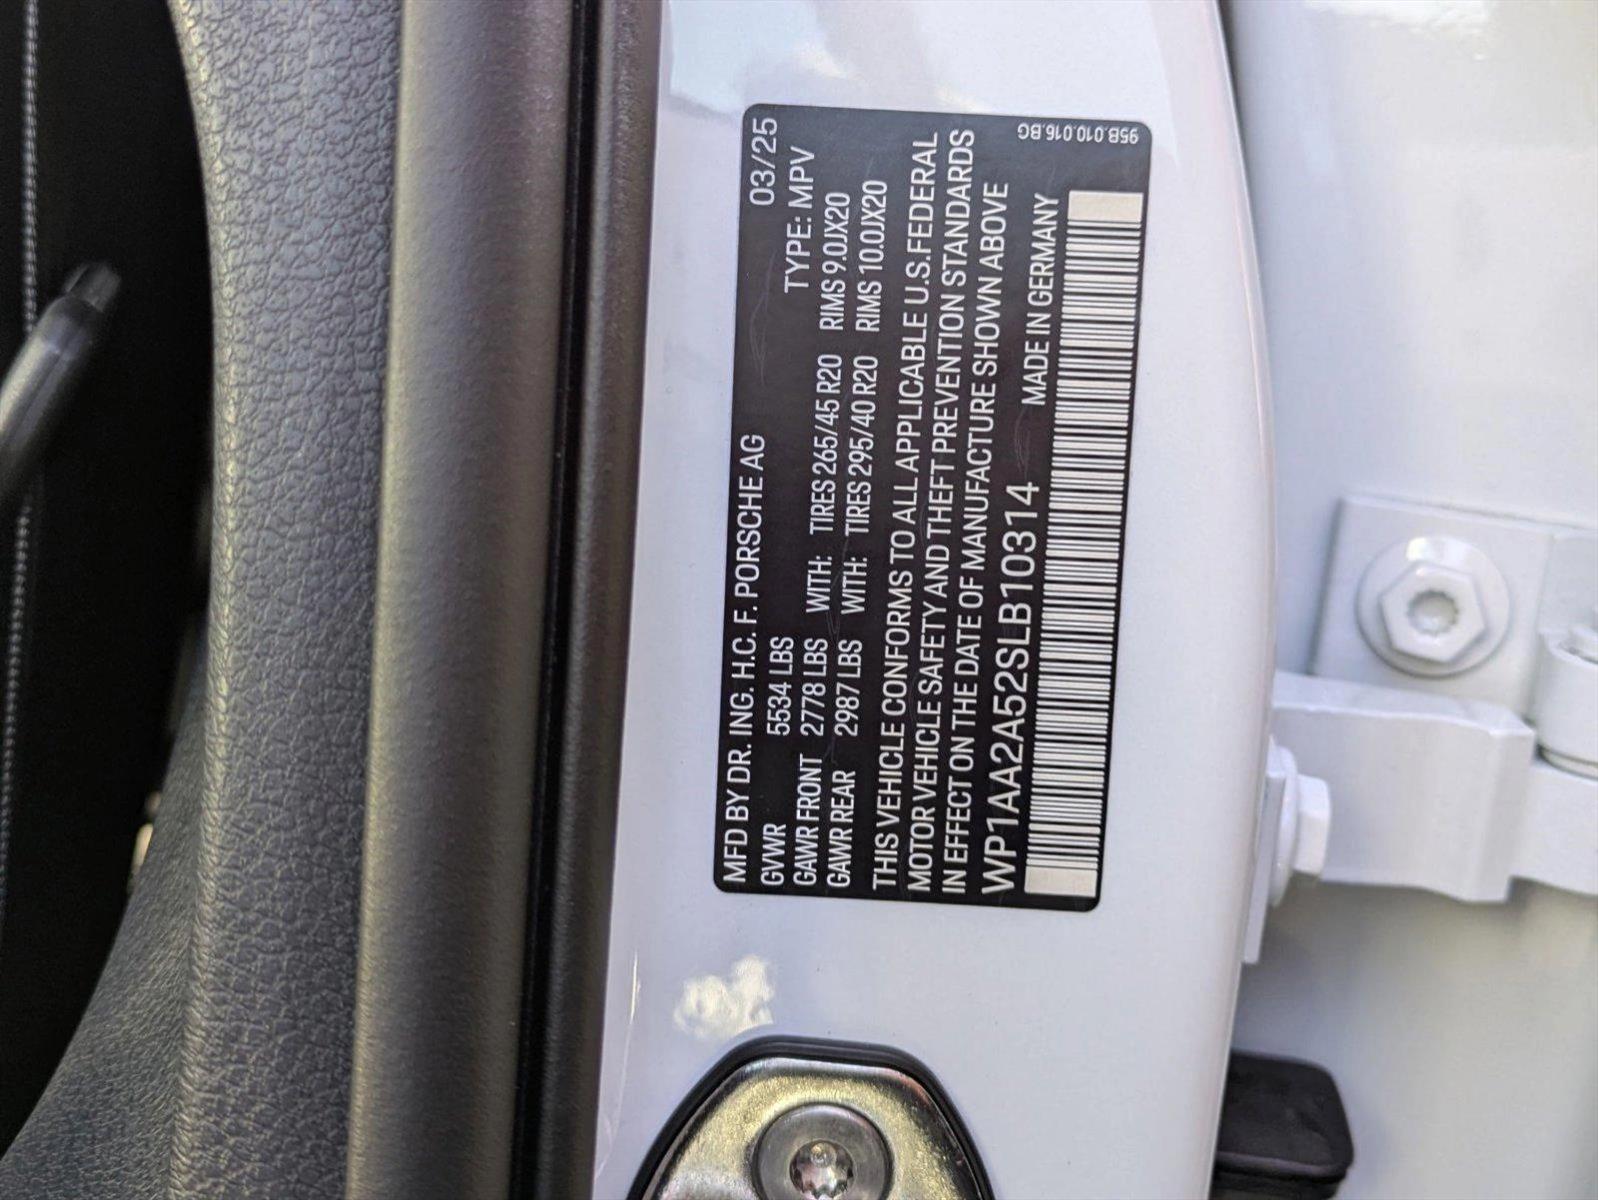 MFD BY DR. ING. H.C. F. PORSCHE AG 03/25
GVWR 5534 LBS TYPE: MPV
GAWR FRONT 2778 LBS WITH: TIRES 265/45 R20 RIMS 9.0JX20
GAWR REAR 2987 LBS WITH: TIRES 295/40 R20 RIMS 10.0JX20
THIS VEHICLE CONFORMS TO ALL APPLICABLE U.S. FEDERAL
MOTOR VEHICLE SAFETY AND THEFT PREVENTION STANDARDS
IN EFFECT ON THE DATE OF MANUFACTURE SHOWN ABOVE
WP1AA2A52SLB10314 MADE IN GERMANY
95B.010.016.BG